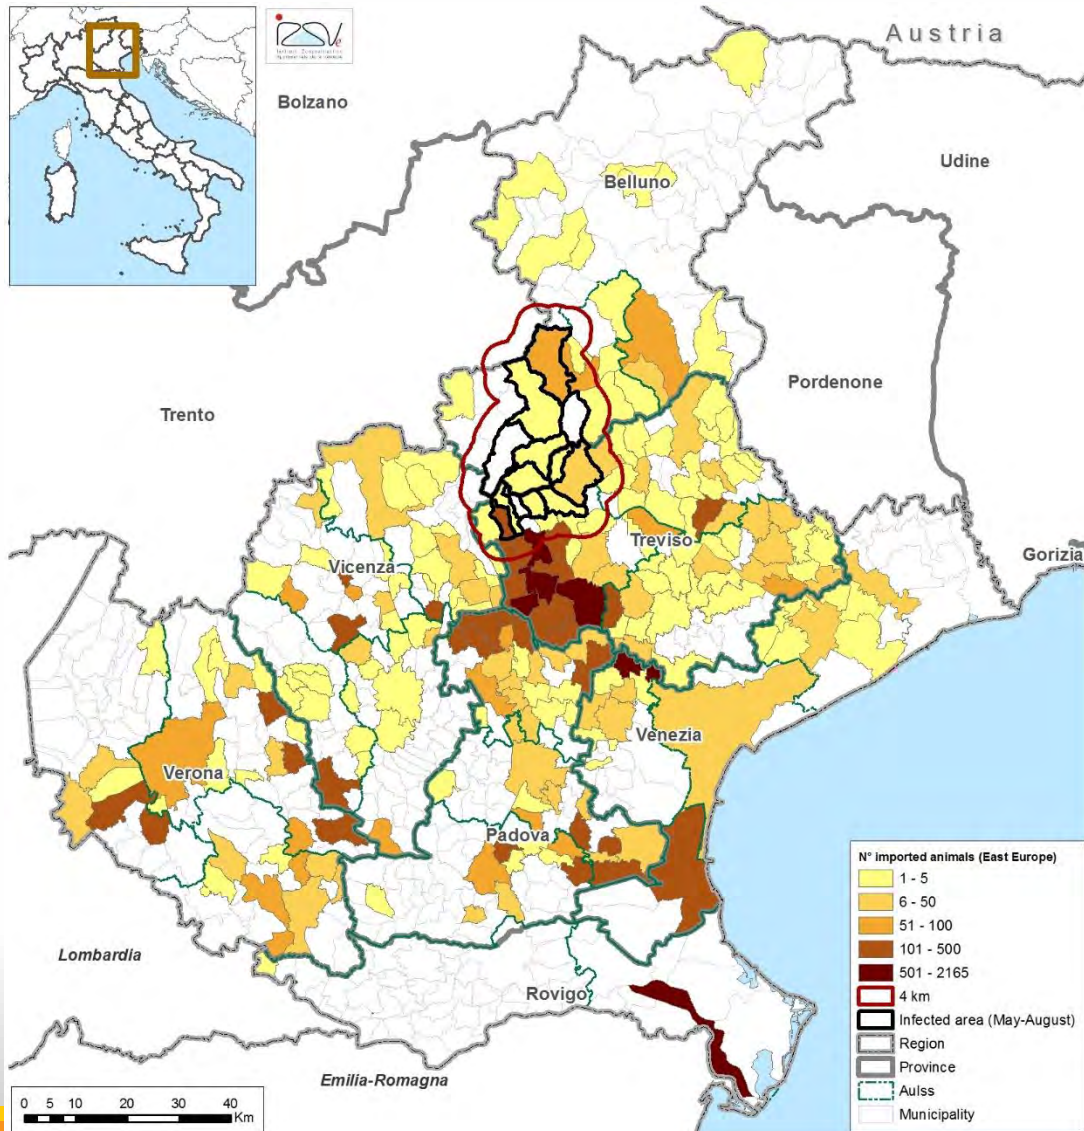 IZSVe
Austria
Bolzano
Udine
Belluno
Pordenone
Trento
Treviso
Gorizia
Vicenza
Venezia
Verona
Padova
Lombardia
Rovigo
Emilia-Romagna
N° imported animals (East Europe)
1 - 5
6 - 50
51 - 100
101 - 500
501 - 2165
4 km
Infected area (May-August)
Region
Province
Aulss
Municipality
0 5 10 20 30 40
Km